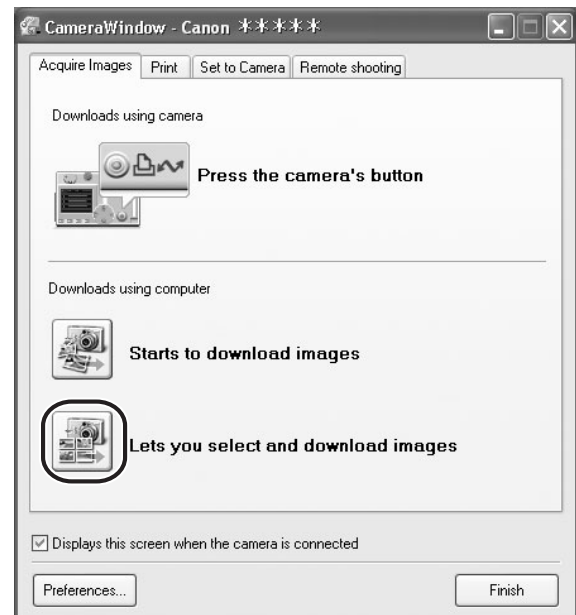 CameraWindow - Canon *****
Acquire Images Print Set to Camera Remote shooting
Downloads using camera
Press the camera's button
Downloads using computer
Starts to download images
Lets you select and download images
Displays this screen when the camera is connected
Preferences... Finish